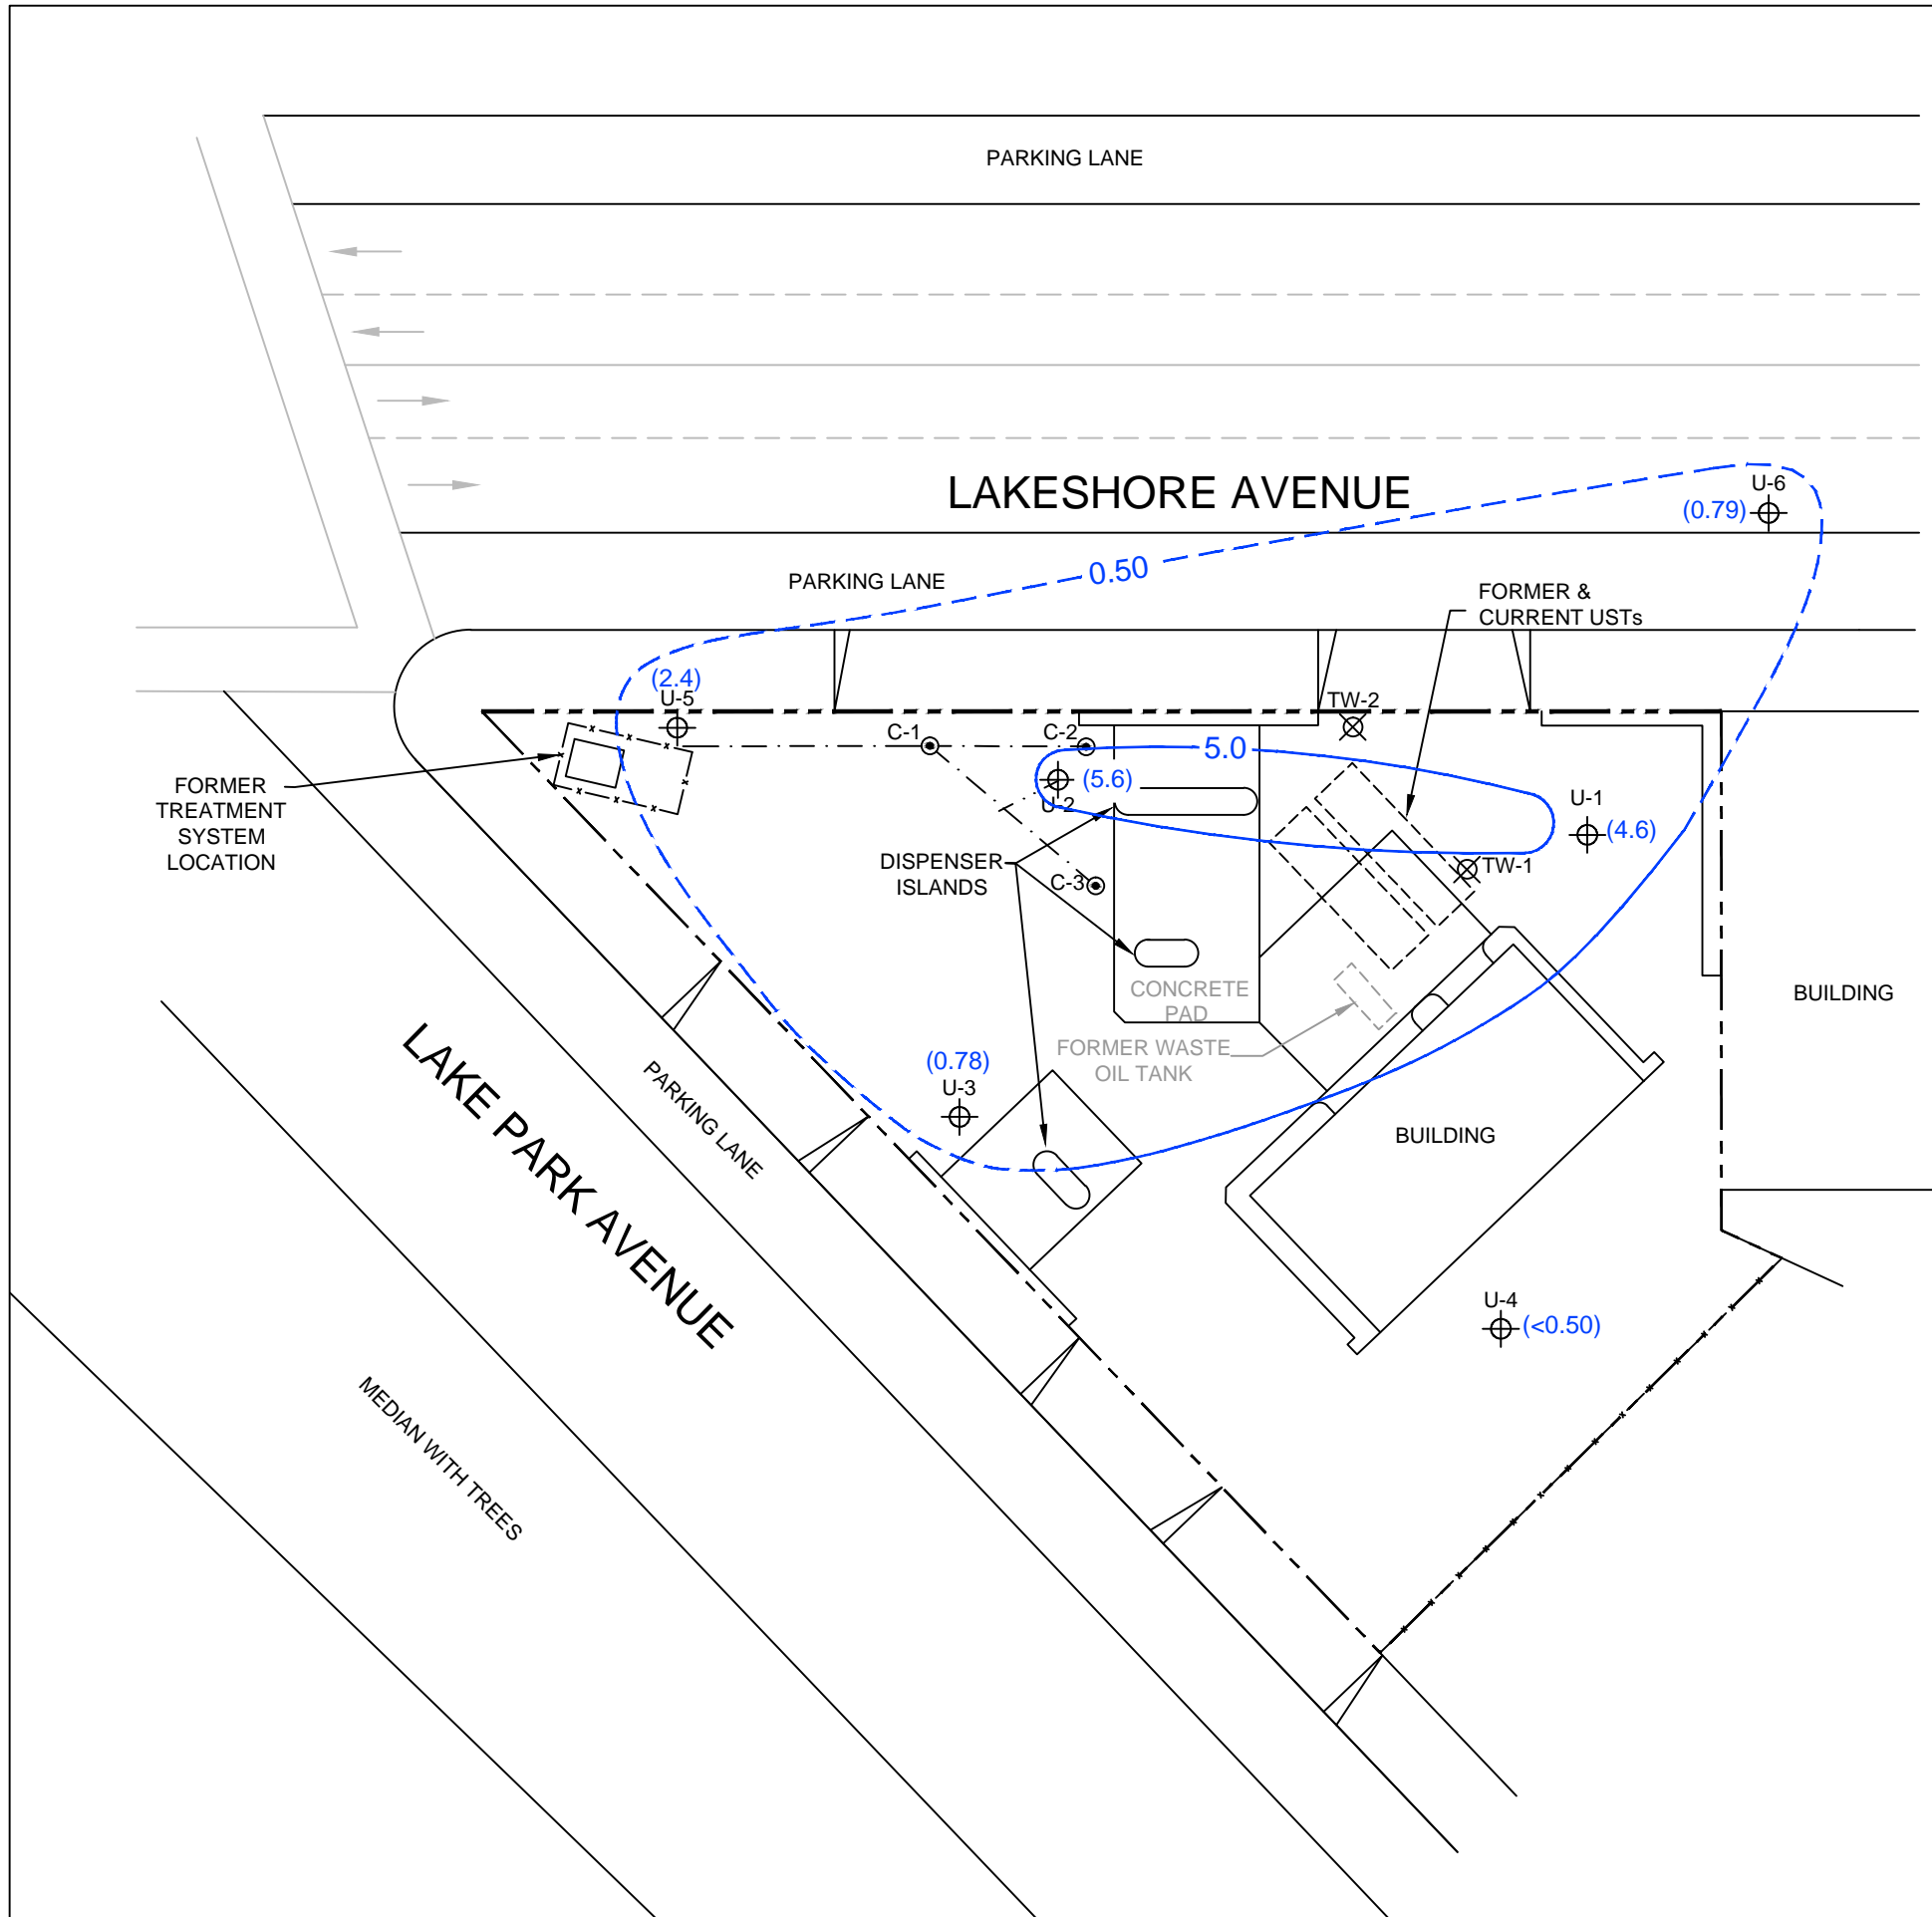 PARKING LANE
LAKESHORE AVENUE
U-6
(0.79)
0.50
PARKING LANE
FORMER &
CURRENT USTs
(2.4)
U-5
TW-2
C-1
C-2
5.0
(5.6)
U-2
U-1
(4.6)
FORMER
TREATMENT
SYSTEM
LOCATION
DISPENSER
ISLANDS
TW-1
C-3
CONCRETE
PAD
BUILDING
FORMER WASTE
OIL TANK
(0.78)
U-3
LAKE PARK AVENUE
PARKING LANE
BUILDING
U-4
(<0.50)
MEDIAN WITH TREES